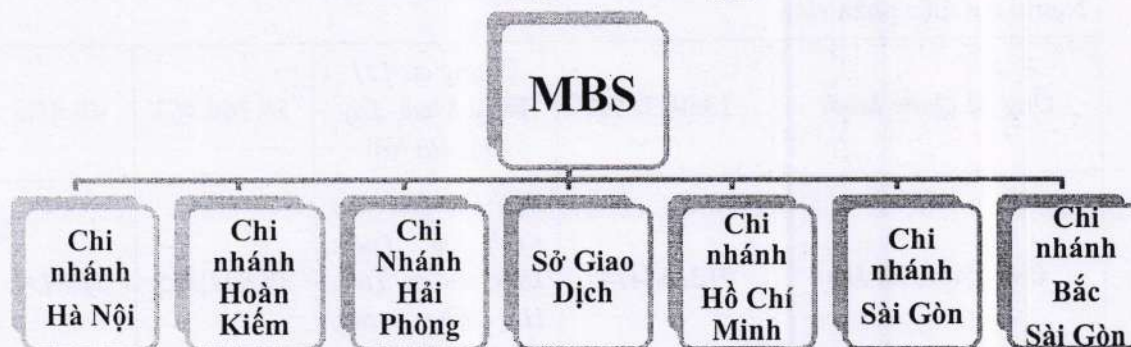 MBS
Chi
nhánh
Hà Nội
Chi
nhánh
Hoàn
Kiếm
Chi
Nhánh
Hải
Phòng
Sở Giao
Dịch
Chi
nhánh
Hồ Chí
Minh
Chi
nhánh
Sài Gòn
Chi
nhánh
Bắc
Sài Gòn